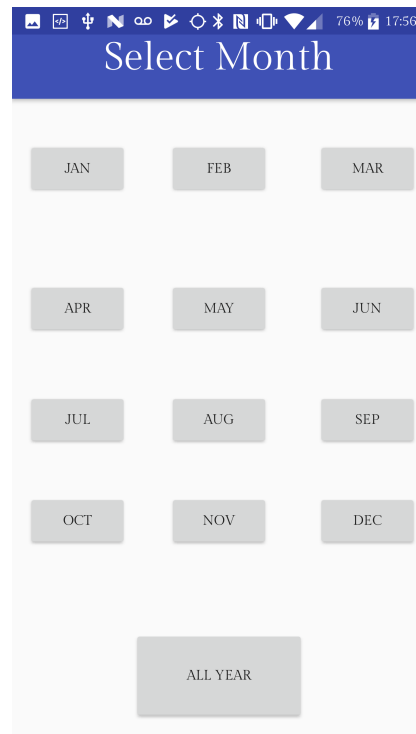 76% 17:56
Select Month
JAN FEB MAR
APR MAY JUN
JUL AUG SEP
OCT NOV DEC
ALL YEAR